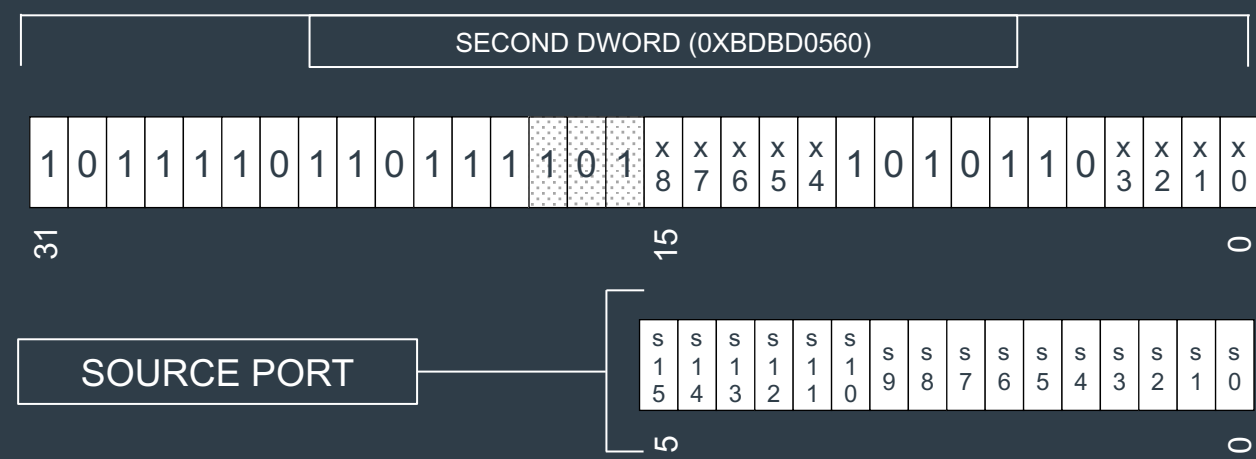 SECOND DWORD (0XBDBD0560)
1 0 1 1 1 1 0 1 1 0 1 1 1 1 0 1 x8 x7 x6 x5 x4 1 0 1 0 1 1 0 x3 x2 x1 x0
31 15 0
s15 s14 s13 s12 s11 s10 s9 s8 s7 s6 s5 s4 s3 s2 s1 s0
SOURCE PORT
5 0